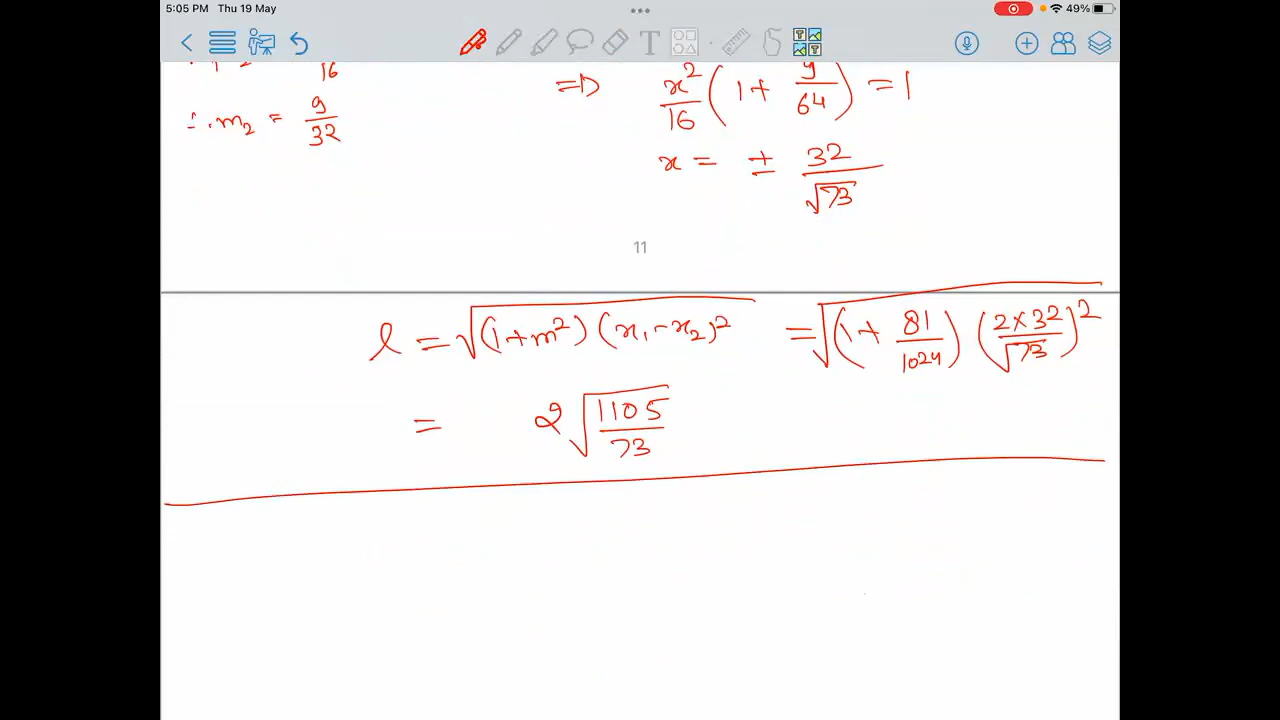 5:05 PM Thu 19 May
49%
16
∴ m₂ = 9/32
⇒ x²/16 (1 + 9/64) = 1
x = ± 32/√73
11
l = √((1+m²)(x₁-x₂)²) = √((1 + 81/1024)(2×32/√73)²)
= 2√(1105/73)